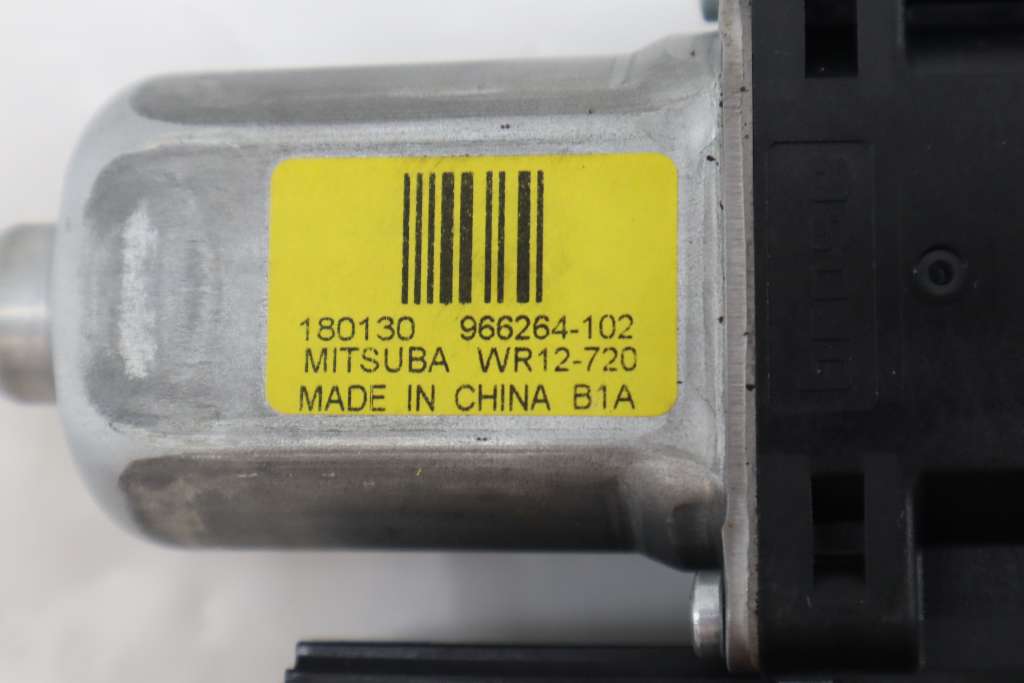 180130 966264-102
MITSUBA WR12-720
MADE IN CHINA B1A